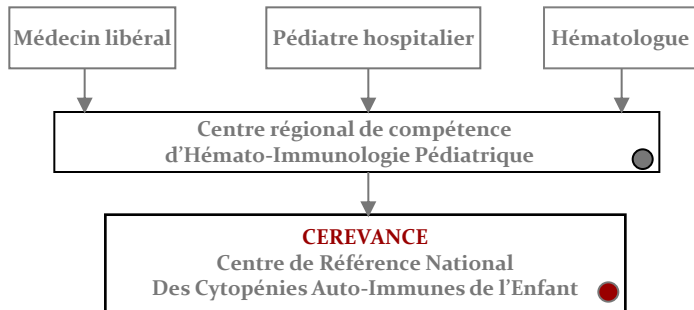 Médecin libéral
Pédiatre hospitalier
Hématologue
Centre régional de compétence
d’Hémato-Immunologie Pédiatrique
CEREVANCE
Centre de Référence National
Des Cytopénies Auto-Immunes de l’Enfant